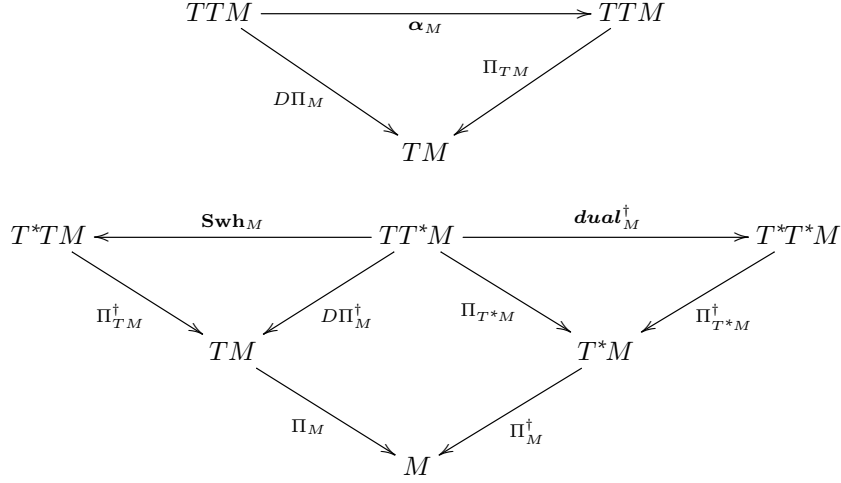 TTM TTM
α_M
DΠ_M Π_{TM}
TM
T*TM Swh_M TT*M dual†_M T*T*M
Π†_{TM} DΠ†_M Π_{T*M} Π†_{T*M}
TM T*M
Π_M Π†_M
M